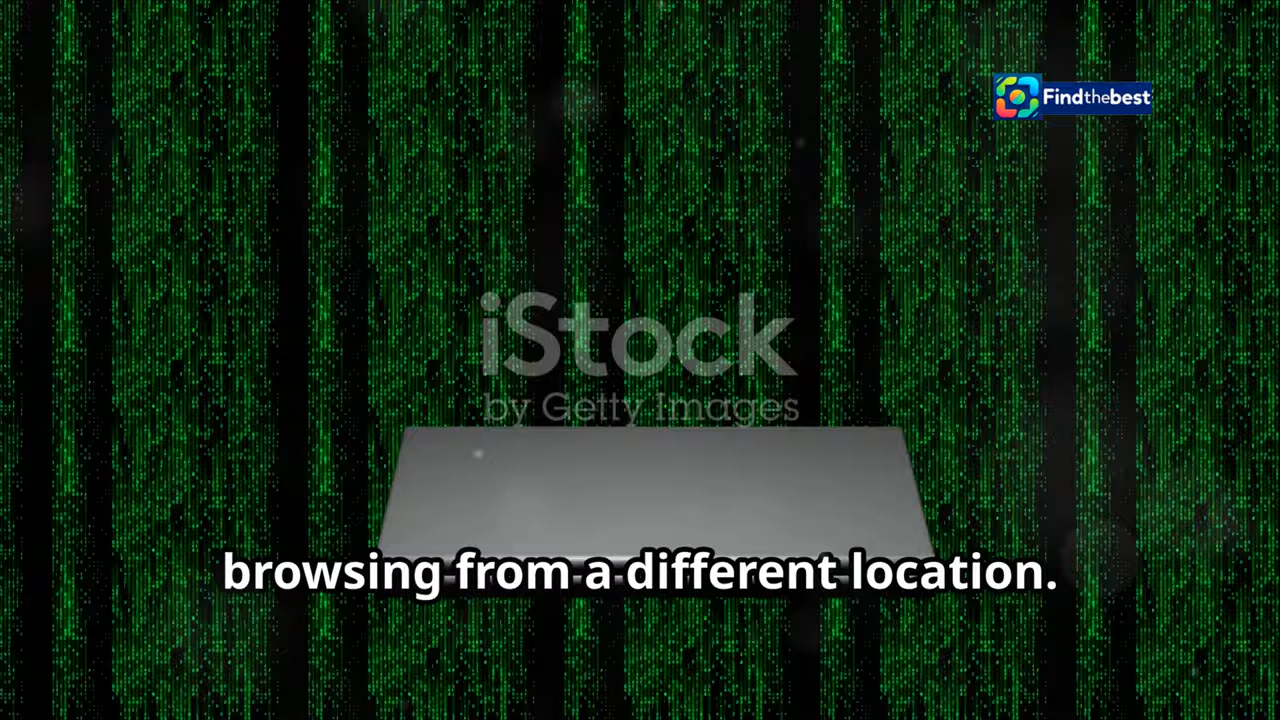 Findthebest
iStock
by Getty Images
browsing from a different location.